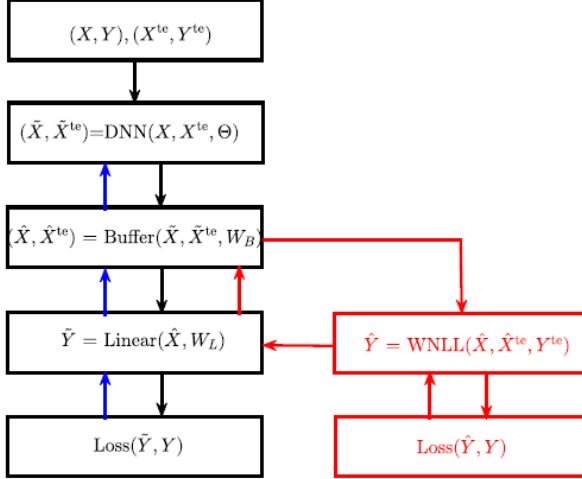 (X, Y), (X^te, Y^te)
(X̃, X̃^te)=DNN(X, X^te, Θ)
(X̂, X̂^te) = Buffer(X̃, X̃^te, W_B)
Ỹ = Linear(X̂, W_L)
Ŷ = WNLL(X̂, X̂^te, Y^te)
Loss(Ỹ, Y)
Loss(Ŷ, Y)